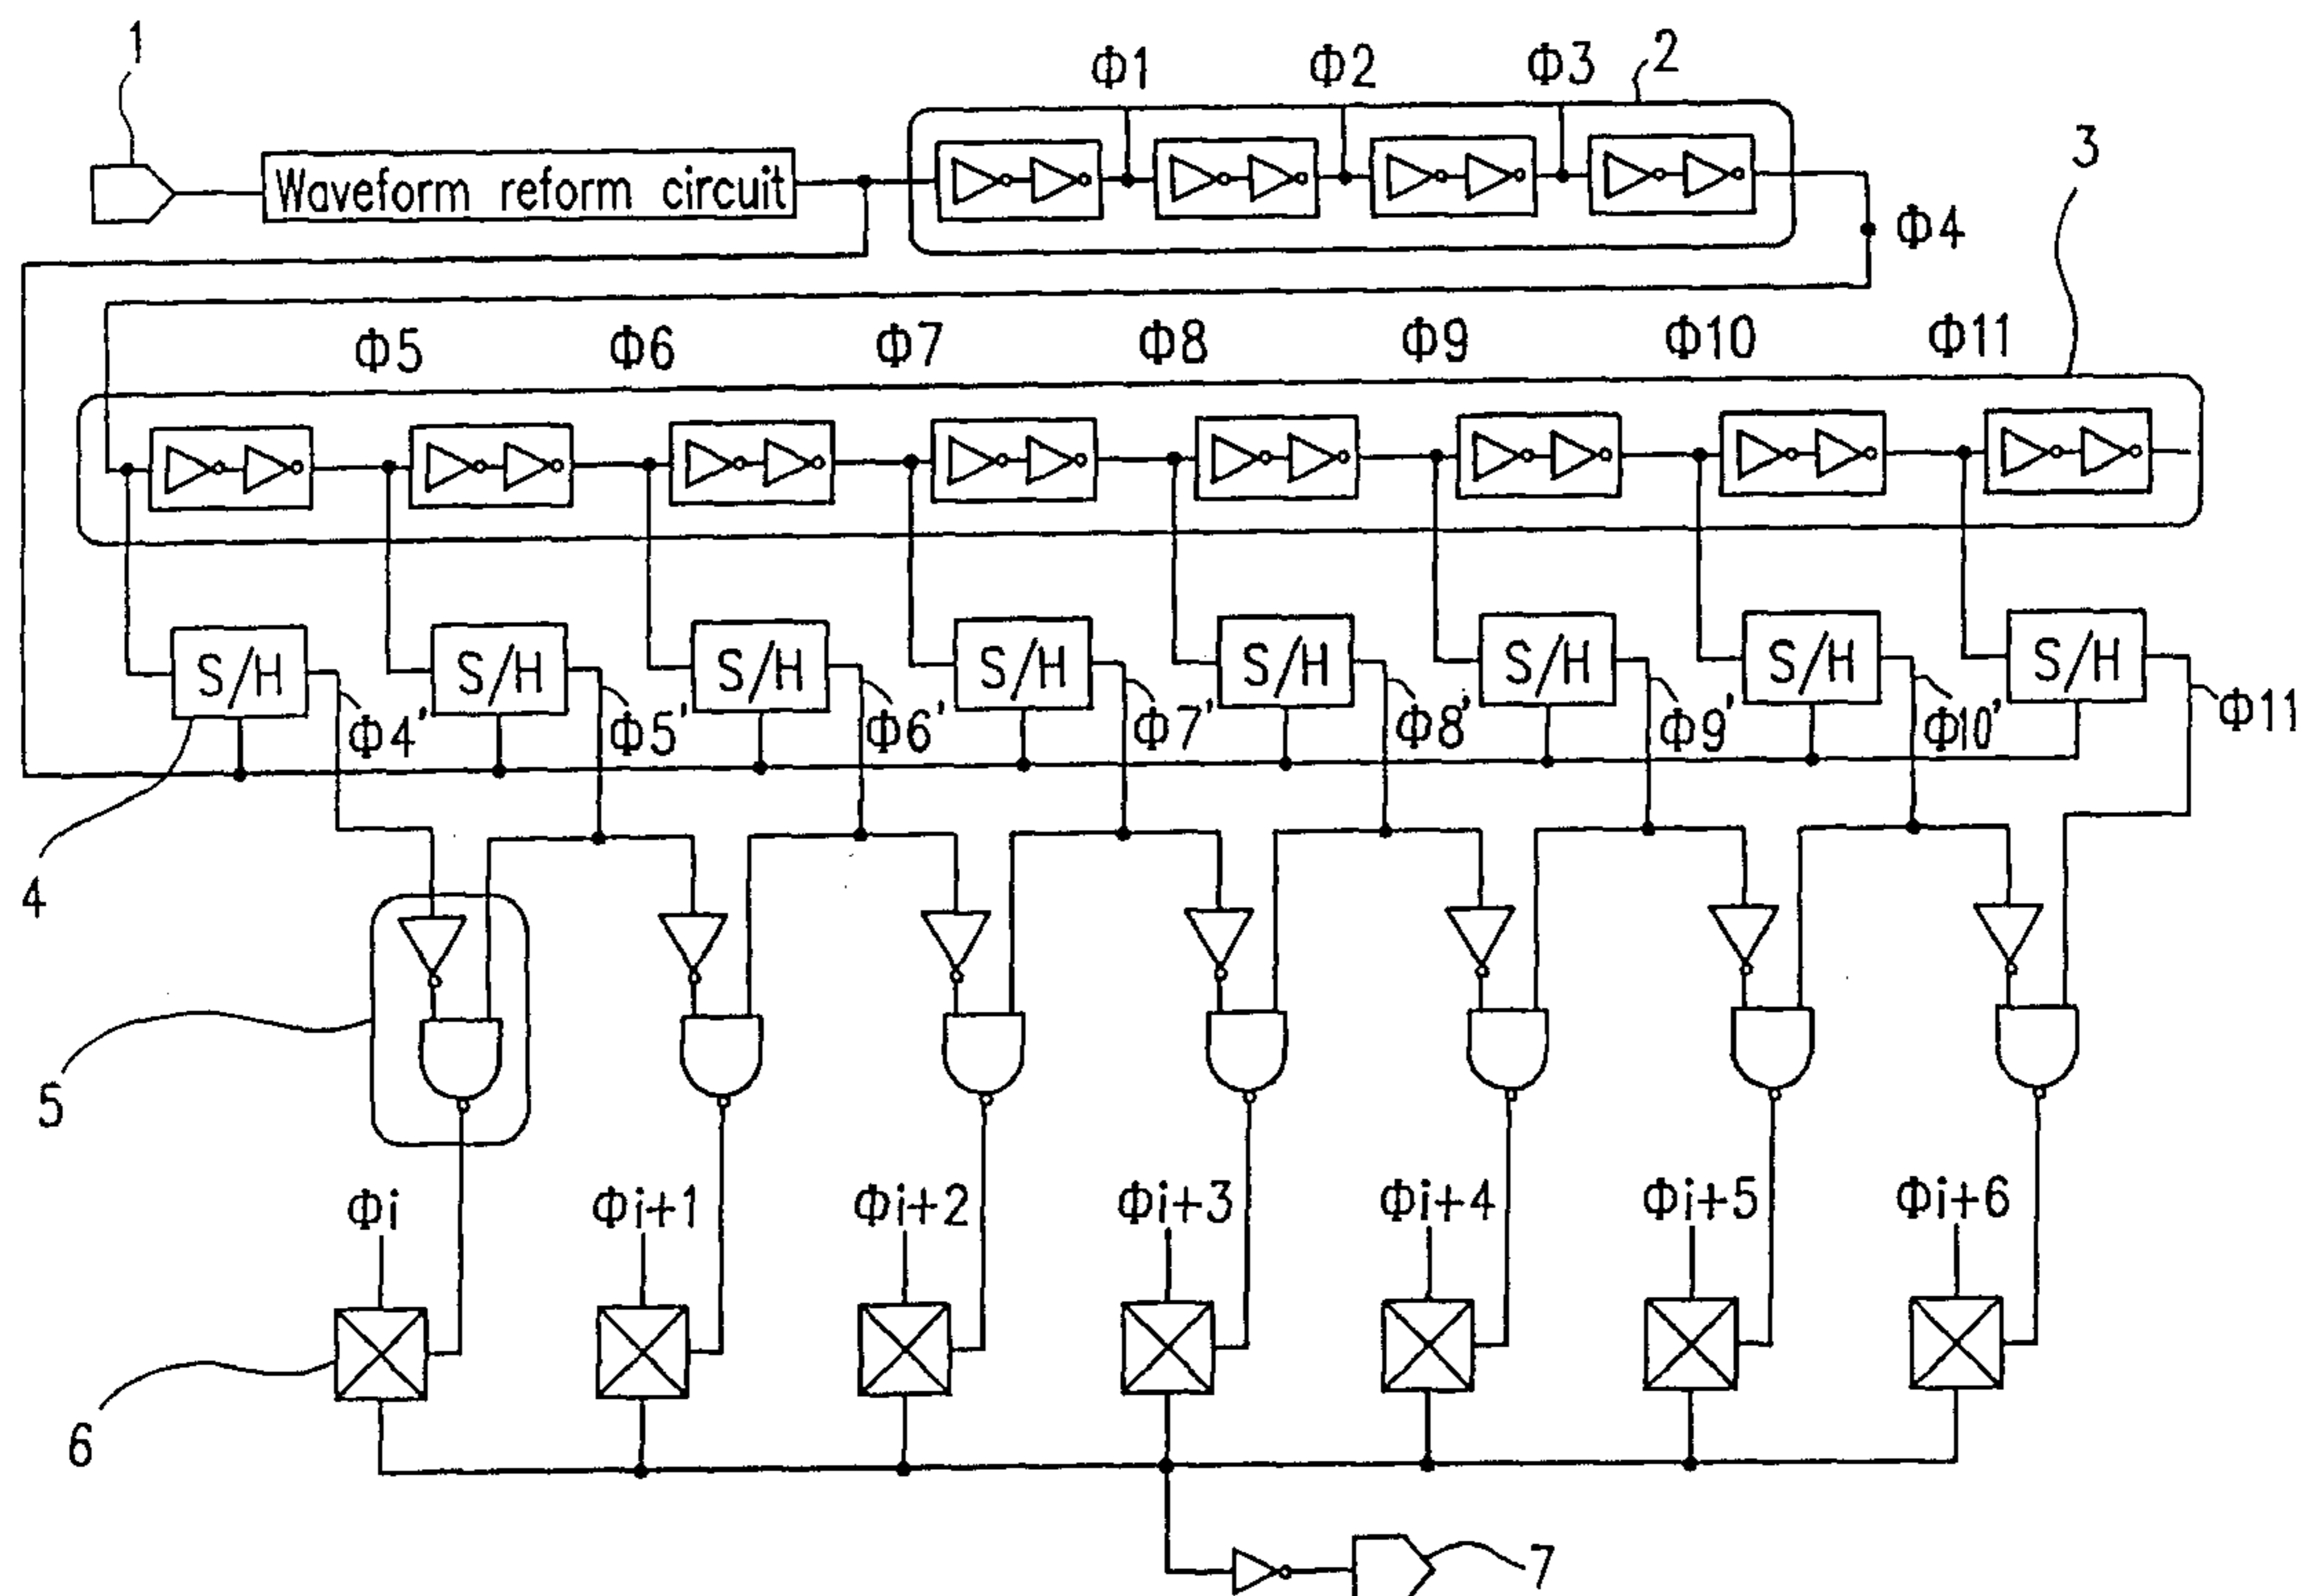 1
Φ1 Φ2 Φ3 2
3
Waveform reform circuit
Φ4
Φ5 Φ6 Φ7 Φ8 Φ9 Φ10 Φ11
S/H S/H S/H S/H S/H S/H S/H S/H
Φ4' Φ5' Φ6' Φ7' Φ8' Φ9' Φ10' Φ11
4
5
Φi Φi+1 Φi+2 Φi+3 Φi+4 Φi+5 Φi+6
6
7